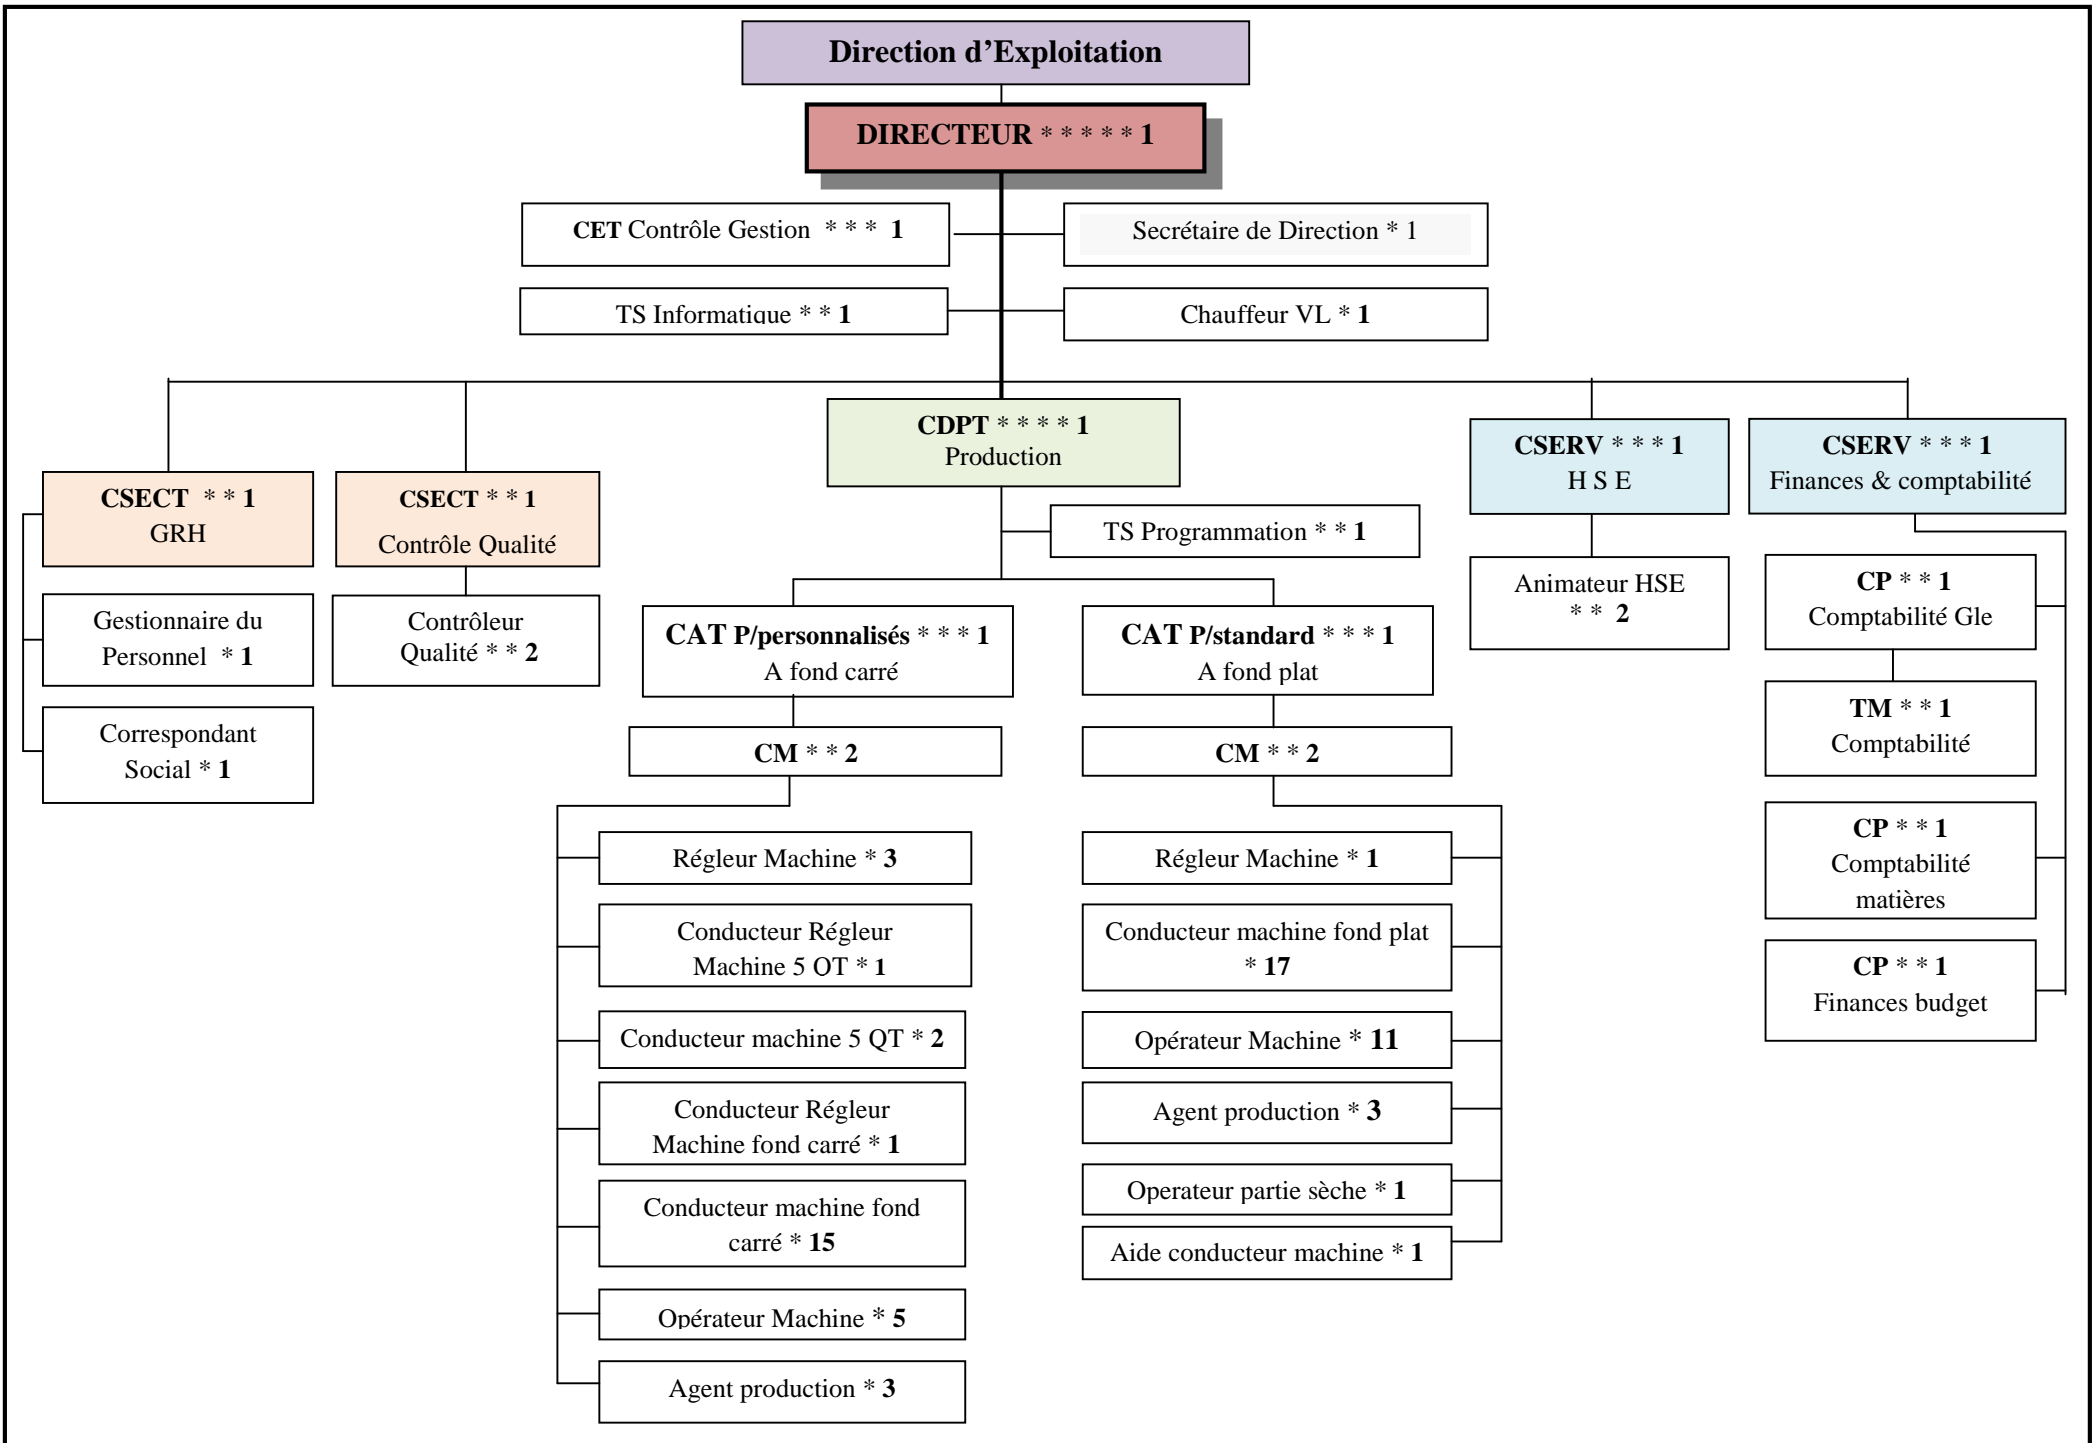 Direction d'Exploitation
DIRECTEUR * * * * * 1
CET Contrôle Gestion * * * 1
Secrétaire de Direction * 1
TS Informatique * * 1
Chauffeur VL * 1
CSECT * * 1
GRH
Gestionnaire du
Personnel * 1
Correspondant
Social * 1
CSECT * * 1
Contrôle Qualité
Contrôleur
Qualité * * 2
CDPT * * * * 1
Production
TS Programmation * * 1
CAT P/personnalisés * * * 1
A fond carré
CM * * 2
Régleur Machine * 3
Conducteur Régleur
Machine 5 QT * 1
Conducteur machine 5 QT * 2
Conducteur Régleur
Machine fond carré * 1
Conducteur machine fond
carré * 15
Opérateur Machine * 5
Agent production * 3
CAT P/standard * * * 1
A fond plat
CM * * 2
Régleur Machine * 1
Conducteur machine fond plat
* 17
Opérateur Machine * 11
Agent production * 3
Operateur partie sèche * 1
Aide conducteur machine * 1
CSERV * * * 1
H S E
Animateur HSE
* * 2
CSERV * * * 1
Finances & comptabilité
CP * * 1
Comptabilité Gle
TM * * 1
Comptabilité
CP * * 1
Comptabilité
matières
CP * * 1
Finances budget